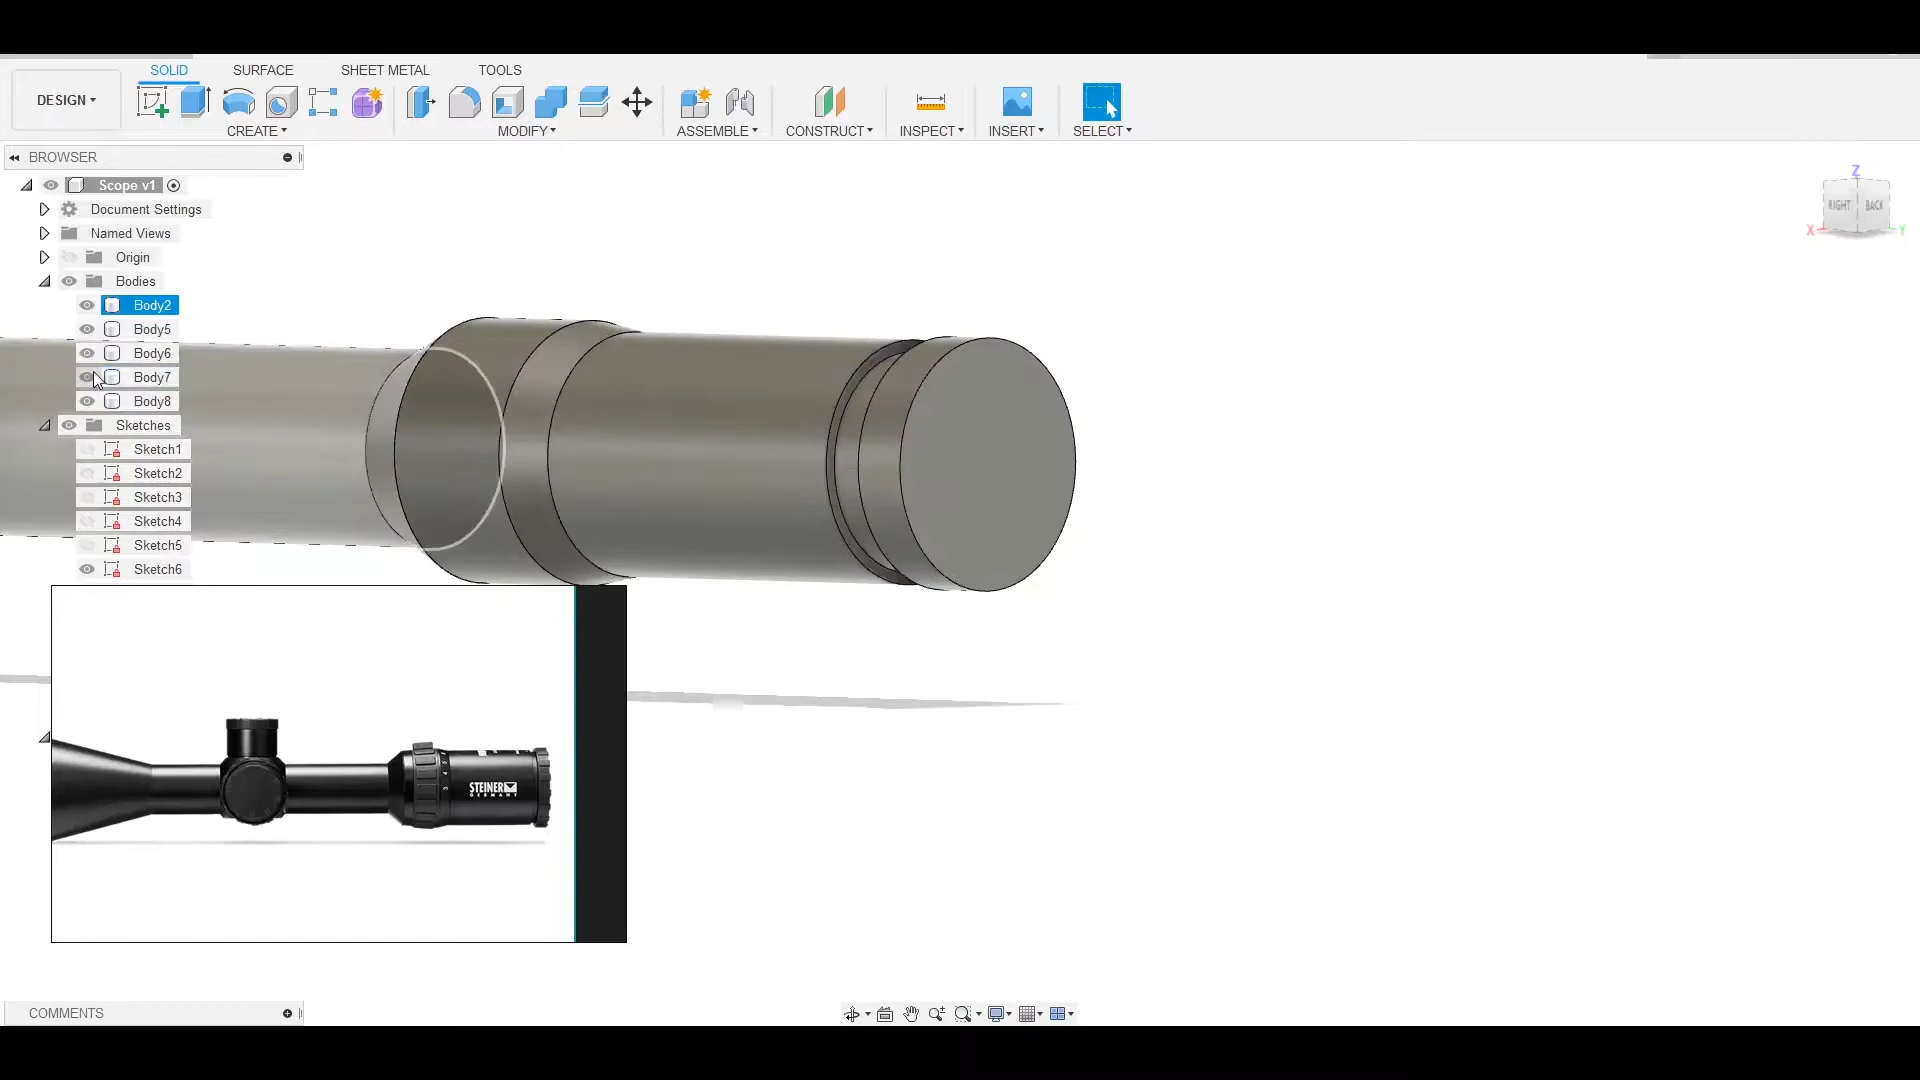 SOLID SURFACE SHEET METAL TOOLS
DESIGN
CREATE MODIFY ASSEMBLE CONSTRUCT INSPECT INSERT SELECT
BROWSER
Scope v1
Document Settings
Named Views
Origin
Bodies
Body2
Body5
Body6
Body7
Body8
Sketches
Sketch1
Sketch2
Sketch3
Sketch4
Sketch5
Sketch6
Z
RIGHT BACK
X Y
STEINER
GERMANY
COMMENTS